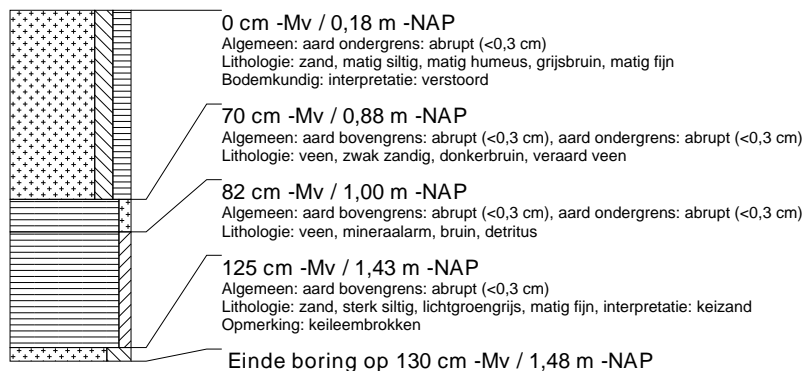 0 cm -Mv / 0,18 m -NAP
Algemeen: aard ondergrens: abrupt (<0,3 cm)
Lithologie: zand, matig siltig, matig humeus, grijsbruin, matig fijn
Bodemkundig: interpretatie: verstoord
70 cm -Mv / 0,88 m -NAP
Algemeen: aard bovengrens: abrupt (<0,3 cm), aard ondergrens: abrupt (<0,3 cm)
Lithologie: veen, zwak zandig, donkerbruin, veraard veen
82 cm -Mv / 1,00 m -NAP
Algemeen: aard bovengrens: abrupt (<0,3 cm), aard ondergrens: abrupt (<0,3 cm)
Lithologie: veen, mineraalarm, bruin, detritus
125 cm -Mv / 1,43 m -NAP
Algemeen: aard bovengrens: abrupt (<0,3 cm)
Lithologie: zand, sterk siltig, lichtgroengrijs, matig fijn, interpretatie: keizand
Opmerking: keileembrokken
Einde boring op 130 cm -Mv / 1,48 m -NAP